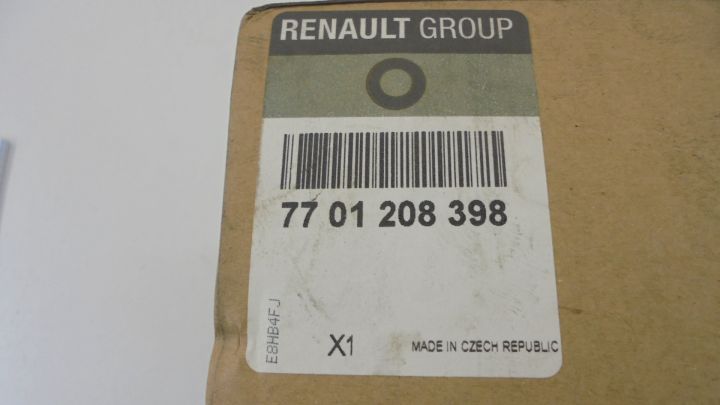 RENAULT GROUP
77 01 208 398
E8HB4FJ
X1
MADE IN CZECH REPUBLIC